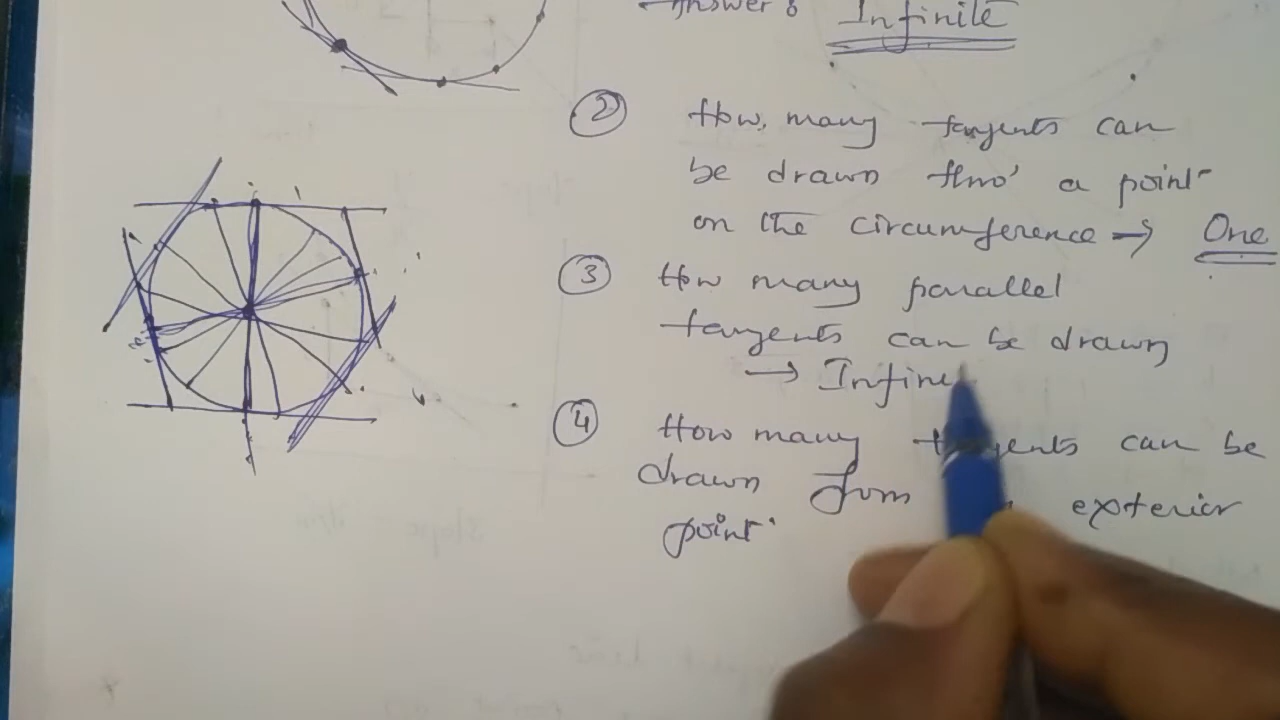 Answer : Infinite
② How many tangents can
be drawn thro' a point
on the circumference → One
③ How many parallel
tangents can be drawn
→ Infini
④ How many tangents can be
drawn from exterior
point